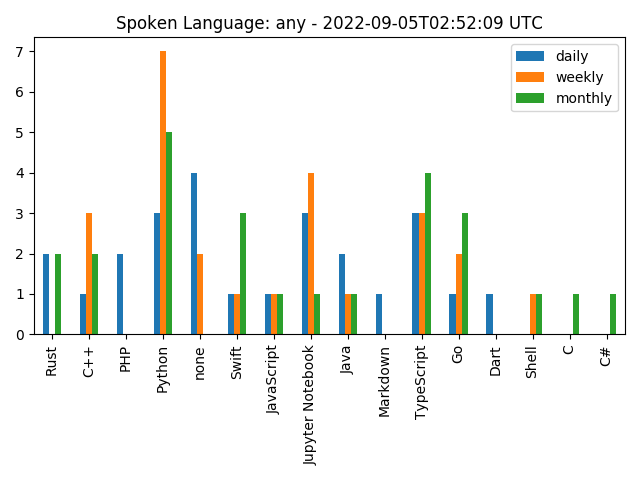 Spoken Language: any - 2022-09-05T02:52:09 UTC
daily
weekly
monthly
7
6
5
4
3
2
1
0
Rust
C++
PHP
Python
none
Swift
JavaScript
Jupyter Notebook
Java
Markdown
TypeScript
Go
Dart
Shell
C
C#